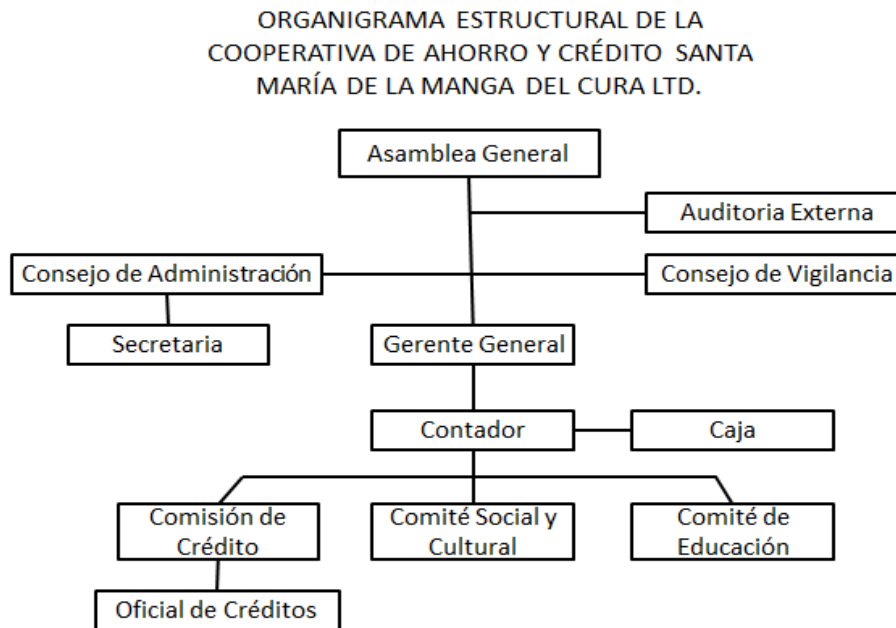 ORGANIGRAMA ESTRUCTURAL DE LA
COOPERATIVA DE AHORRO Y CRÉDITO SANTA
MARÍA DE LA MANGA DEL CURA LTD.
Asamblea General
Auditoria Externa
Consejo de Administración
Consejo de Vigilancia
Secretaria
Gerente General
Contador
Caja
Comisión de
Crédito
Comité Social y
Cultural
Comité de
Educación
Oficial de Créditos